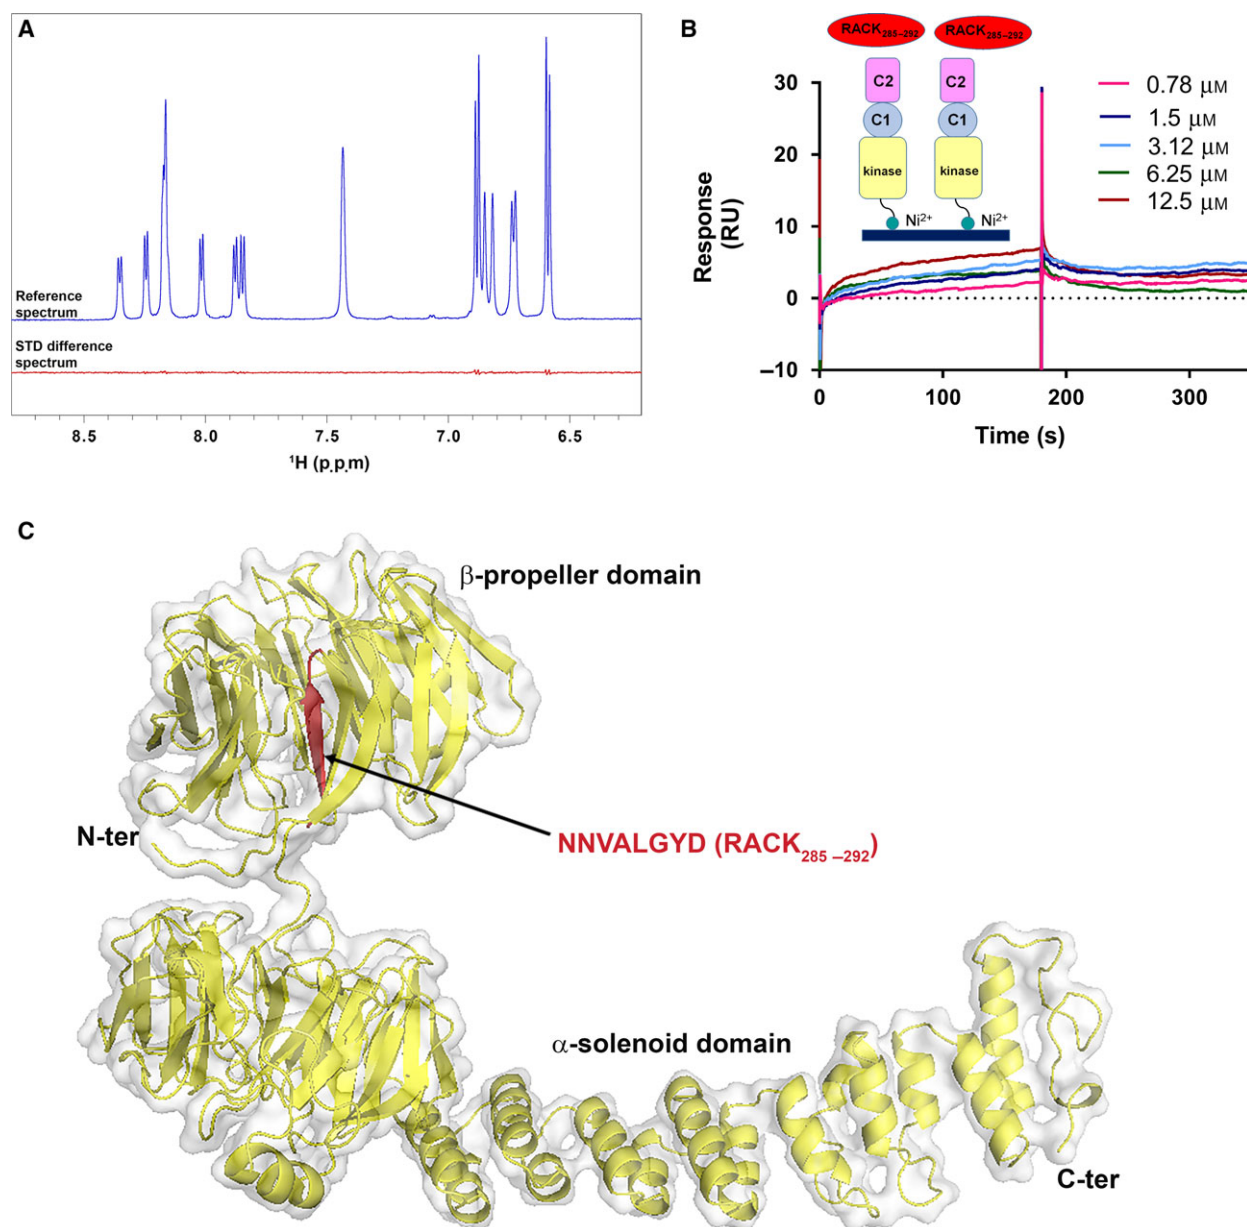 A
Reference
spectrum
STD difference
spectrum
8.5 8.0 7.5 7.0 6.5
¹H (p.p.m)
B
RACK₂₈₅₋₂₉₂ RACK₂₈₅₋₂₉₂
C2 C2
C1 C1
kinase kinase
Ni²⁺ Ni²⁺
0.78 μM
1.5 μM
3.12 μM
6.25 μM
12.5 μM
Response
(RU)
30
20
10
0
–10
0 100 200 300
Time (s)
C
β-propeller domain
N-ter
NNVALGYD (RACK₂₈₅ ₋₂₉₂)
α-solenoid domain
C-ter